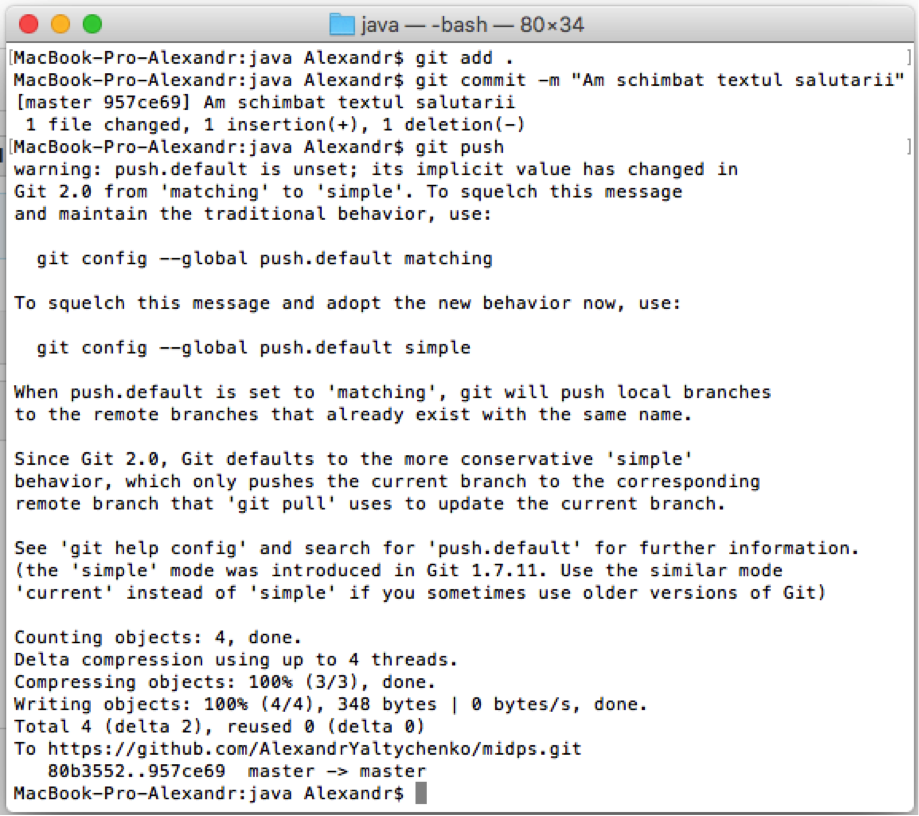 java — -bash — 80×34
[MacBook-Pro-Alexandr:java Alexandr$ git add . ]
MacBook-Pro-Alexandr:java Alexandr$ git commit -m "Am schimbat textul salutarii"
[master 957ce69] Am schimbat textul salutarii
 1 file changed, 1 insertion(+), 1 deletion(-)
[MacBook-Pro-Alexandr:java Alexandr$ git push ]
warning: push.default is unset; its implicit value has changed in
Git 2.0 from 'matching' to 'simple'. To squelch this message
and maintain the traditional behavior, use:

  git config --global push.default matching

To squelch this message and adopt the new behavior now, use:

  git config --global push.default simple

When push.default is set to 'matching', git will push local branches
to the remote branches that already exist with the same name.

Since Git 2.0, Git defaults to the more conservative 'simple'
behavior, which only pushes the current branch to the corresponding
remote branch that 'git pull' uses to update the current branch.

See 'git help config' and search for 'push.default' for further information.
(the 'simple' mode was introduced in Git 1.7.11. Use the similar mode
'current' instead of 'simple' if you sometimes use older versions of Git)

Counting objects: 4, done.
Delta compression using up to 4 threads.
Compressing objects: 100% (3/3), done.
Writing objects: 100% (4/4), 348 bytes | 0 bytes/s, done.
Total 4 (delta 2), reused 0 (delta 0)
To https://github.com/AlexandrYaltychenko/midps.git
   80b3552..957ce69  master -> master
MacBook-Pro-Alexandr:java Alexandr$